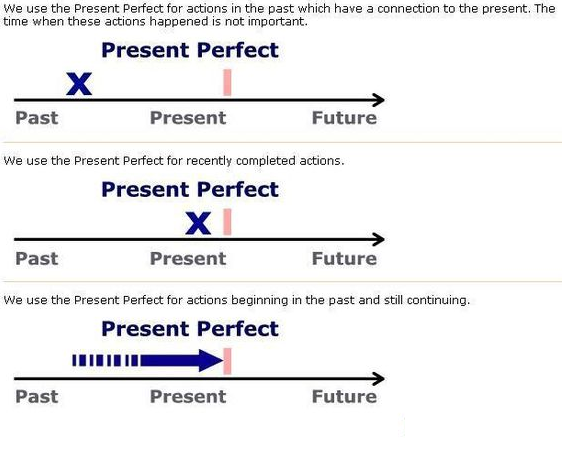 We use the Present Perfect for actions in the past which have a connection to the present. The
time when these actions happened is not important.
Present Perfect
X
Past Present Future
We use the Present Perfect for recently completed actions.
Present Perfect
X
Past Present Future
We use the Present Perfect for actions beginning in the past and still continuing.
Present Perfect
Past Present Future